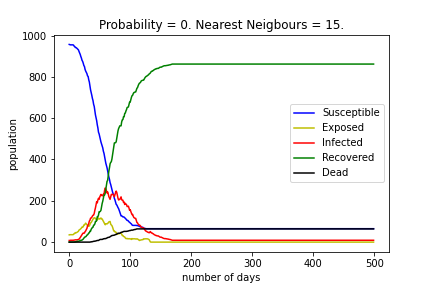 Probability = 0. Nearest Neigbours = 15.
1000
800
600
400
200
0
population
Susceptible
Exposed
Infected
Recovered
Dead
0 100 200 300 400 500
number of days